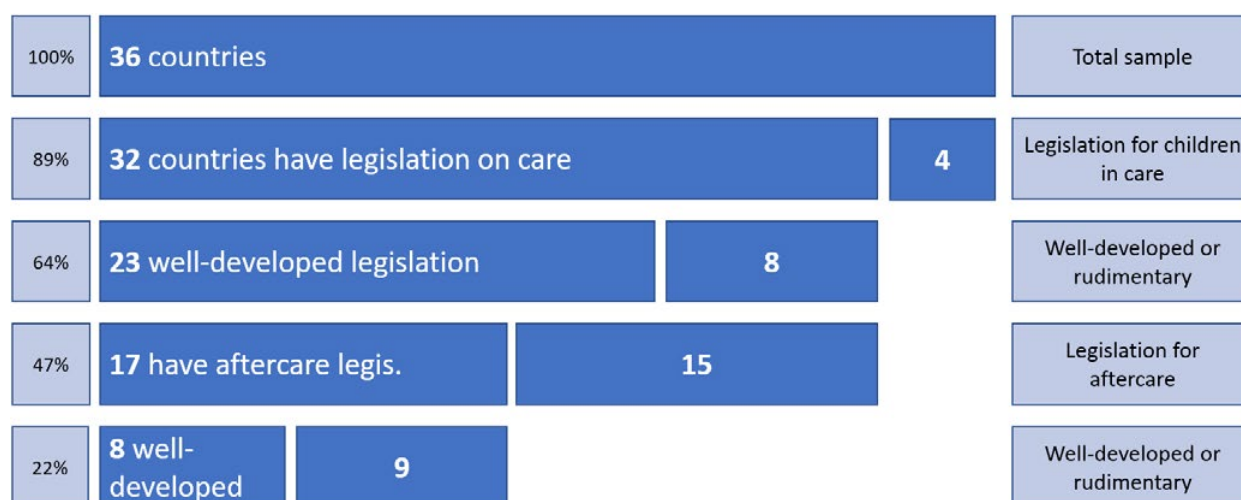 100%
36 countries
Total sample
89%
32 countries have legislation on care
4
Legislation for children
in care
64%
23 well-developed legislation
8
Well-developed or
rudimentary
47%
17 have aftercare legis.
15
Legislation for
aftercare
22%
8 well-
developed
9
Well-developed or
rudimentary